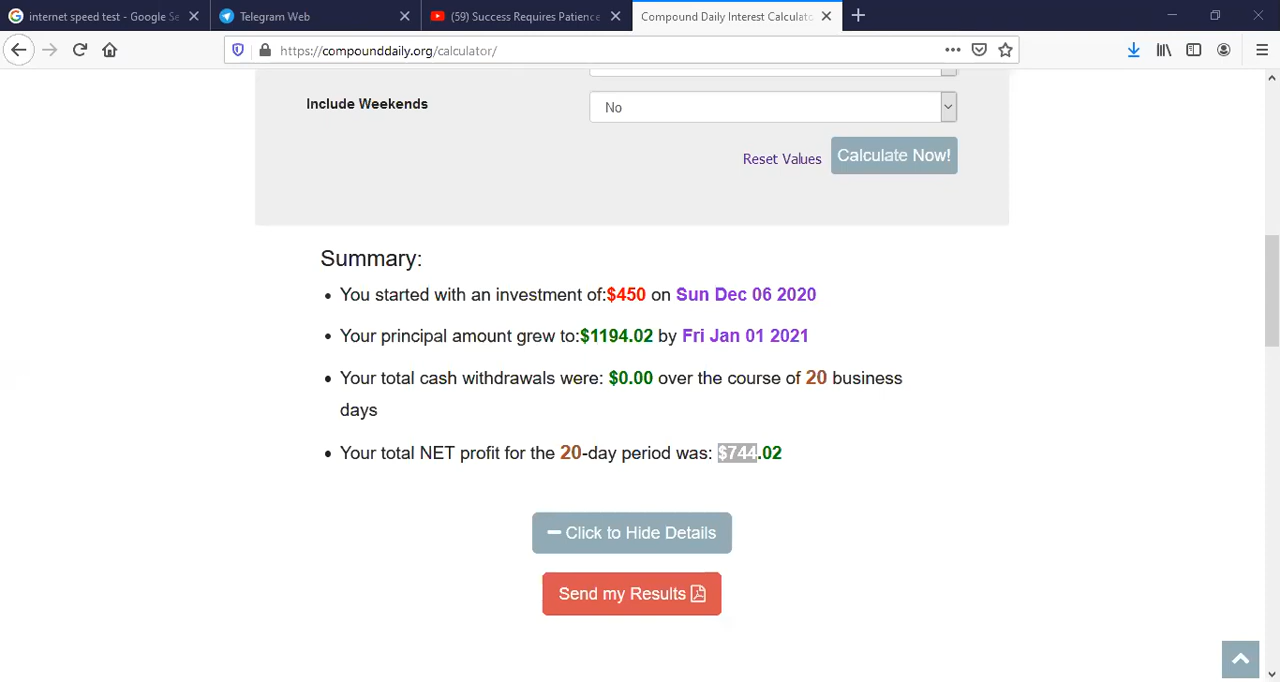 internet speed test - Google Se
Telegram Web
(59) Success Requires Patience
Compound Daily Interest Calculato
https://compounddaily.org/calculator/
Include Weekends
No
Reset Values
Calculate Now!
Summary:
You started with an investment of:$450 on Sun Dec 06 2020
Your principal amount grew to:$1194.02 by Fri Jan 01 2021
Your total cash withdrawals were: $0.00 over the course of 20 business
days
Your total NET profit for the 20-day period was: $744.02
Click to Hide Details
Send my Results